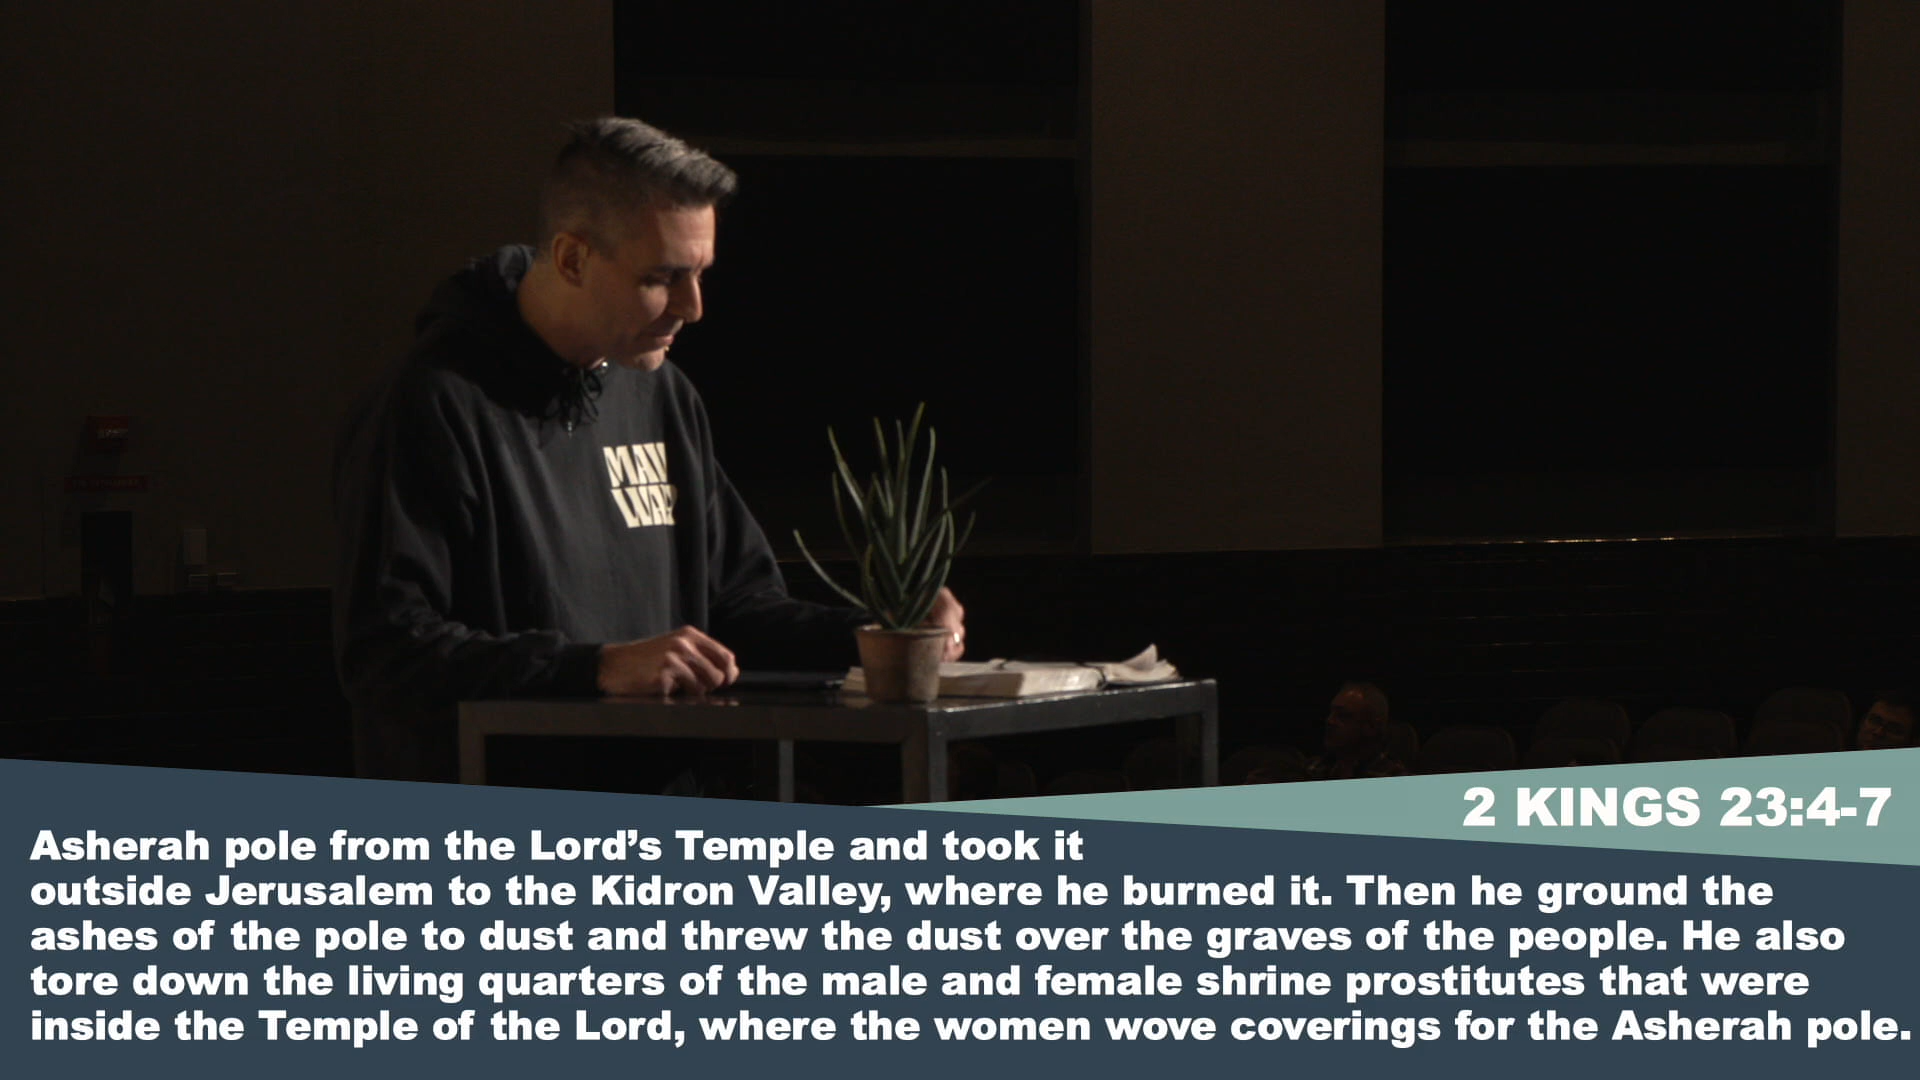 MAU
WAR
2 KINGS 23:4-7
Asherah pole from the Lord’s Temple and took it
outside Jerusalem to the Kidron Valley, where he burned it. Then he ground the
ashes of the pole to dust and threw the dust over the graves of the people. He also
tore down the living quarters of the male and female shrine prostitutes that were
inside the Temple of the Lord, where the women wove coverings for the Asherah pole.